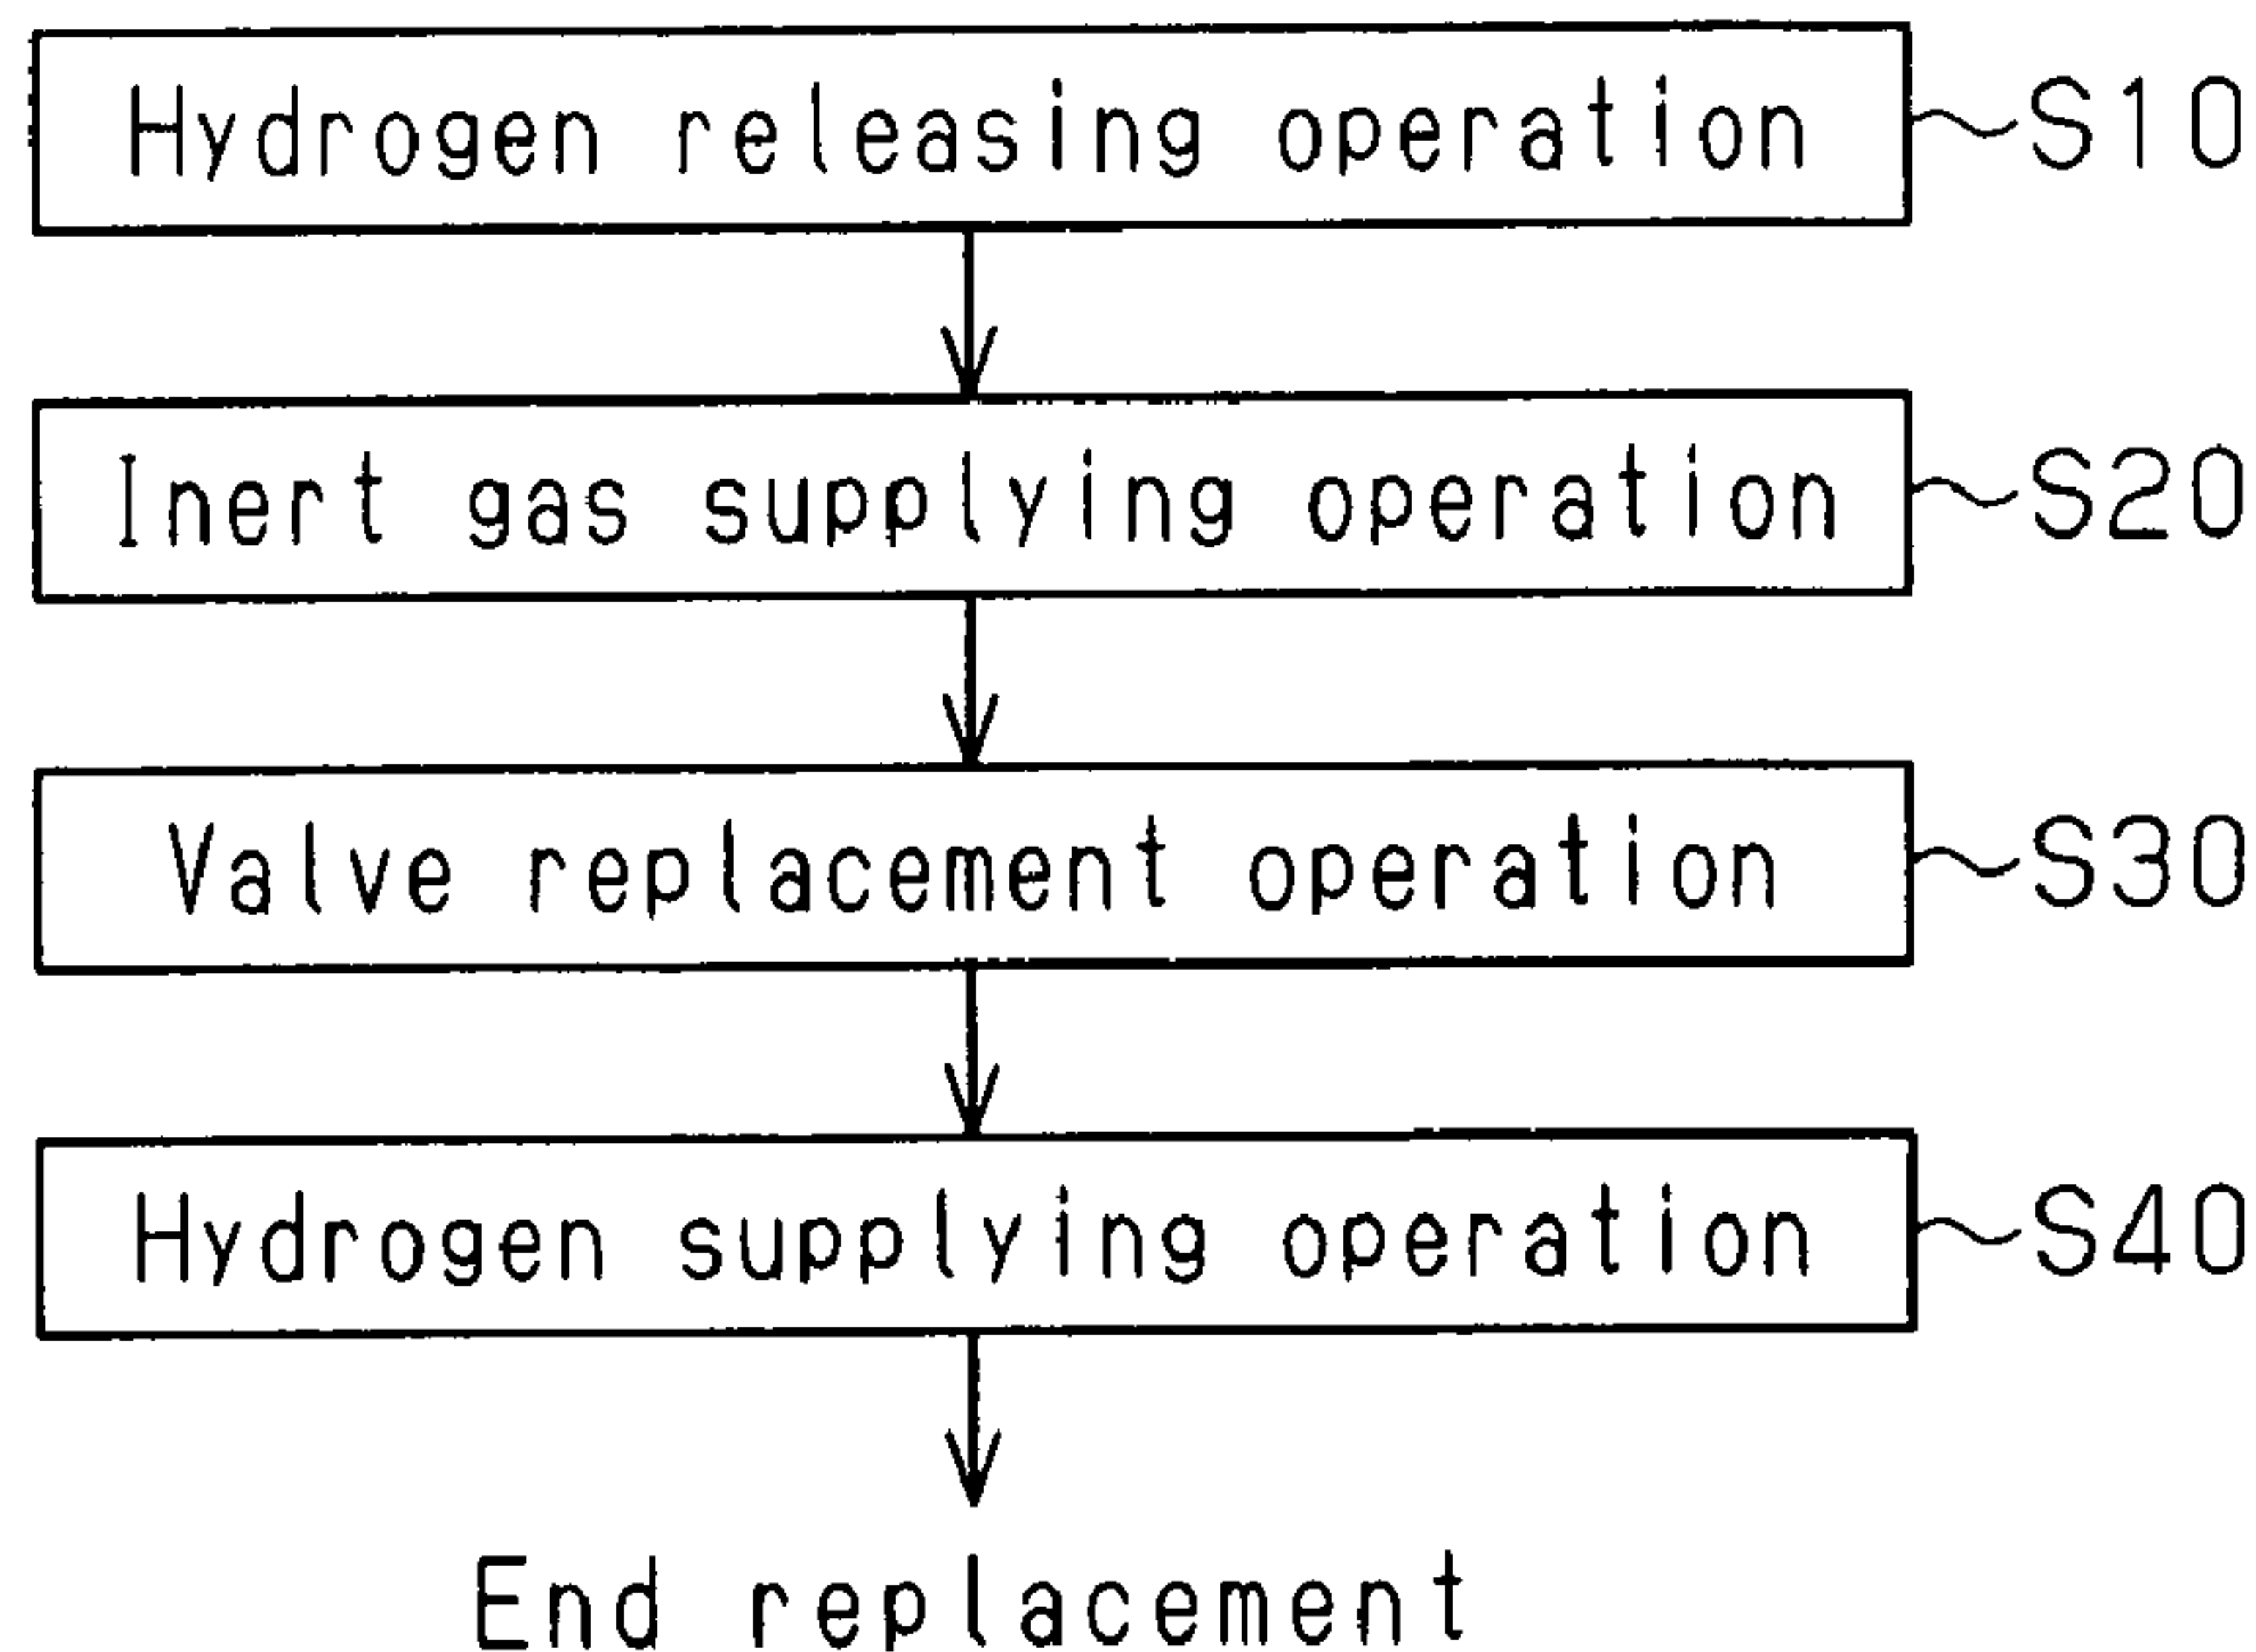 Hydrogen releasing operation S10
Inert gas supplying operation S20
Valve replacement operation S30
Hydrogen supplying operation S40
End replacement